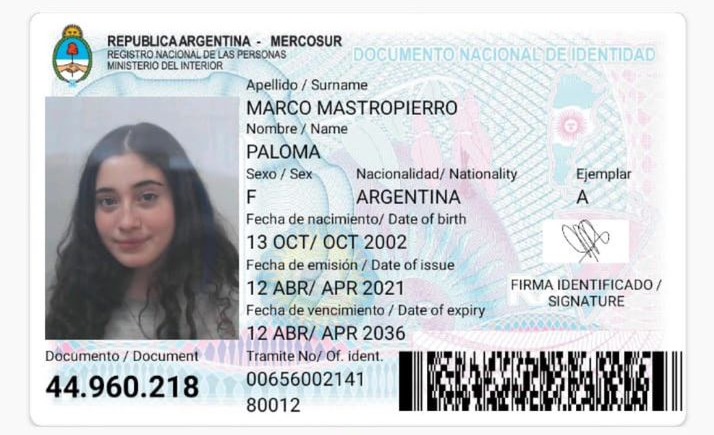 REPUBLICA ARGENTINA - MERCOSUR
REGISTRO NACIONAL DE LAS PERSONAS
MINISTERIO DEL INTERIOR
DOCUMENTO NACIONAL DE IDENTIDAD
Apellido / Surname
MARCO MASTROPIERRO
Nombre / Name
PALOMA
Sexo / Sex Nacionalidad/ Nationality Ejemplar
F ARGENTINA A
Fecha de nacimiento/ Date of birth
13 OCT/ OCT 2002
Fecha de emisión / Date of issue
12 ABR/ APR 2021
FIRMA IDENTIFICADO /
SIGNATURE
Fecha de vencimiento / Date of expiry
12 ABR/ APR 2036
Documento / Document Tramite No/ Of. ident.
44.960.218 00656002141
80012